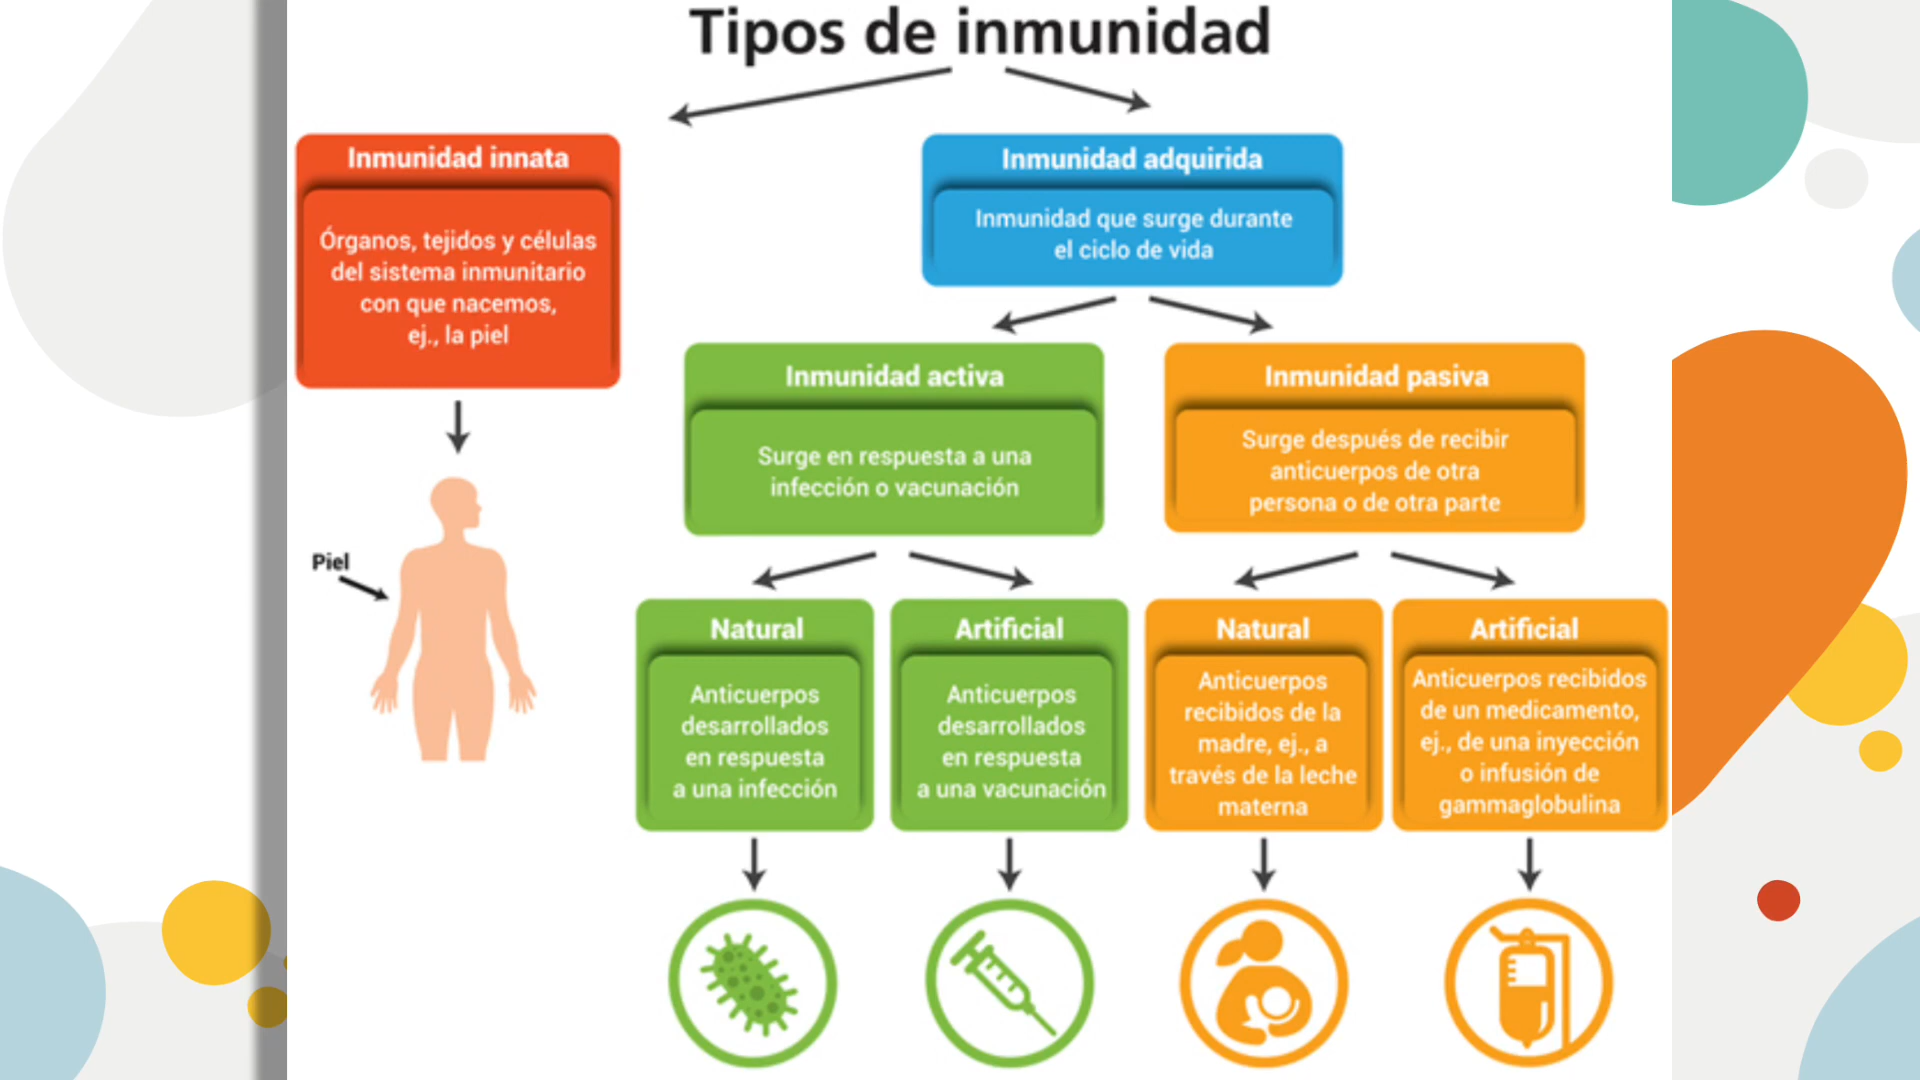 Tipos de inmunidad
Inmunidad innata
Órganos, tejidos y células
del sistema inmunitario
con que nacemos,
ej., la piel
Piel
Inmunidad adquirida
Inmunidad que surge durante
el ciclo de vida
Inmunidad activa
Surge en respuesta a una
infección o vacunación
Inmunidad pasiva
Surge después de recibir
anticuerpos de otra
persona o de otra parte
Natural
Anticuerpos
desarrollados
en respuesta
a una infección
Artificial
Anticuerpos
desarrollados
en respuesta
a una vacunación
Natural
Anticuerpos
recibidos de la
madre, ej., a
través de la leche
materna
Artificial
Anticuerpos recibidos
de un medicamento,
ej., de una inyección
o infusión de
gammaglobulina